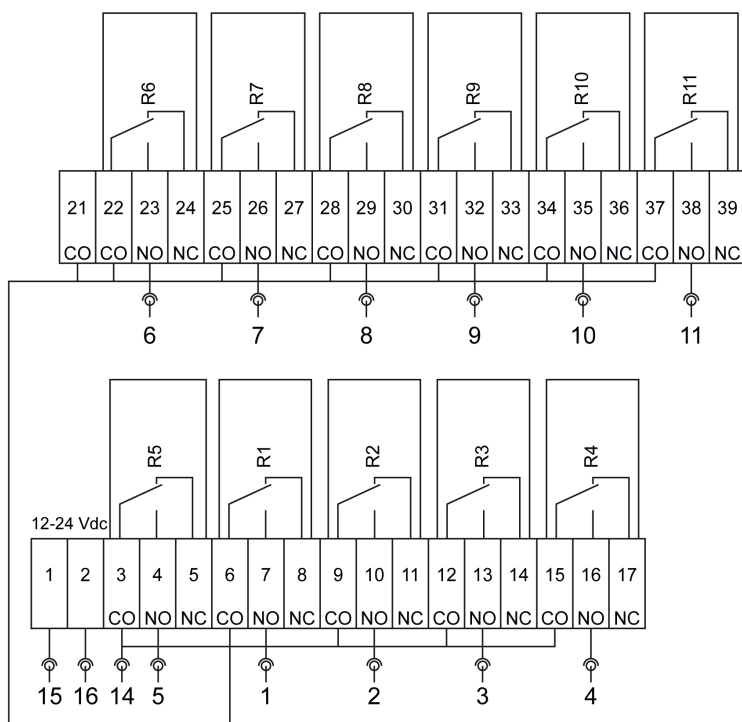 R6 R7 R8 R9 R10 R11
21 22 23 24 25 26 27 28 29 30 31 32 33 34 35 36 37 38 39
CO CO NO NC CO NO NC CO NO NC CO NO NC CO NO NC CO NO NC
6 7 8 9 10 11
R5 R1 R2 R3 R4
12-24 Vdc
1 2 3 4 5 6 7 8 9 10 11 12 13 14 15 16 17
CO NO NC CO NO NC CO NO NC CO NO NC CO NO NC
15 16 14 5 1 2 3 4